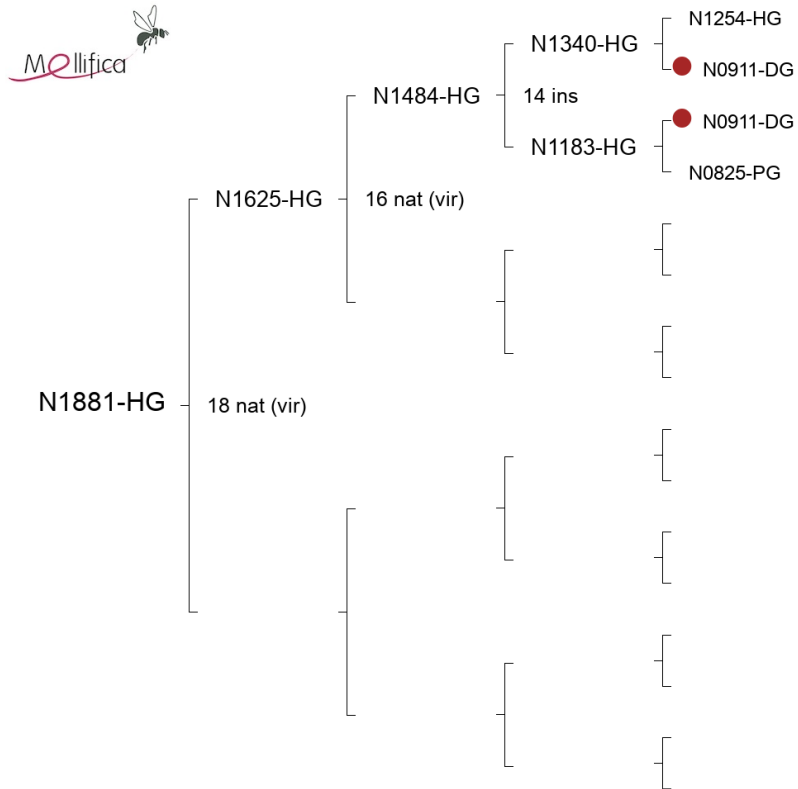 Mellifica
N1254-HG
N1340-HG
N0911-DG
N1484-HG
14 ins
N0911-DG
N1183-HG
N0825-PG
N1625-HG
16 nat (vir)
N1881-HG
18 nat (vir)